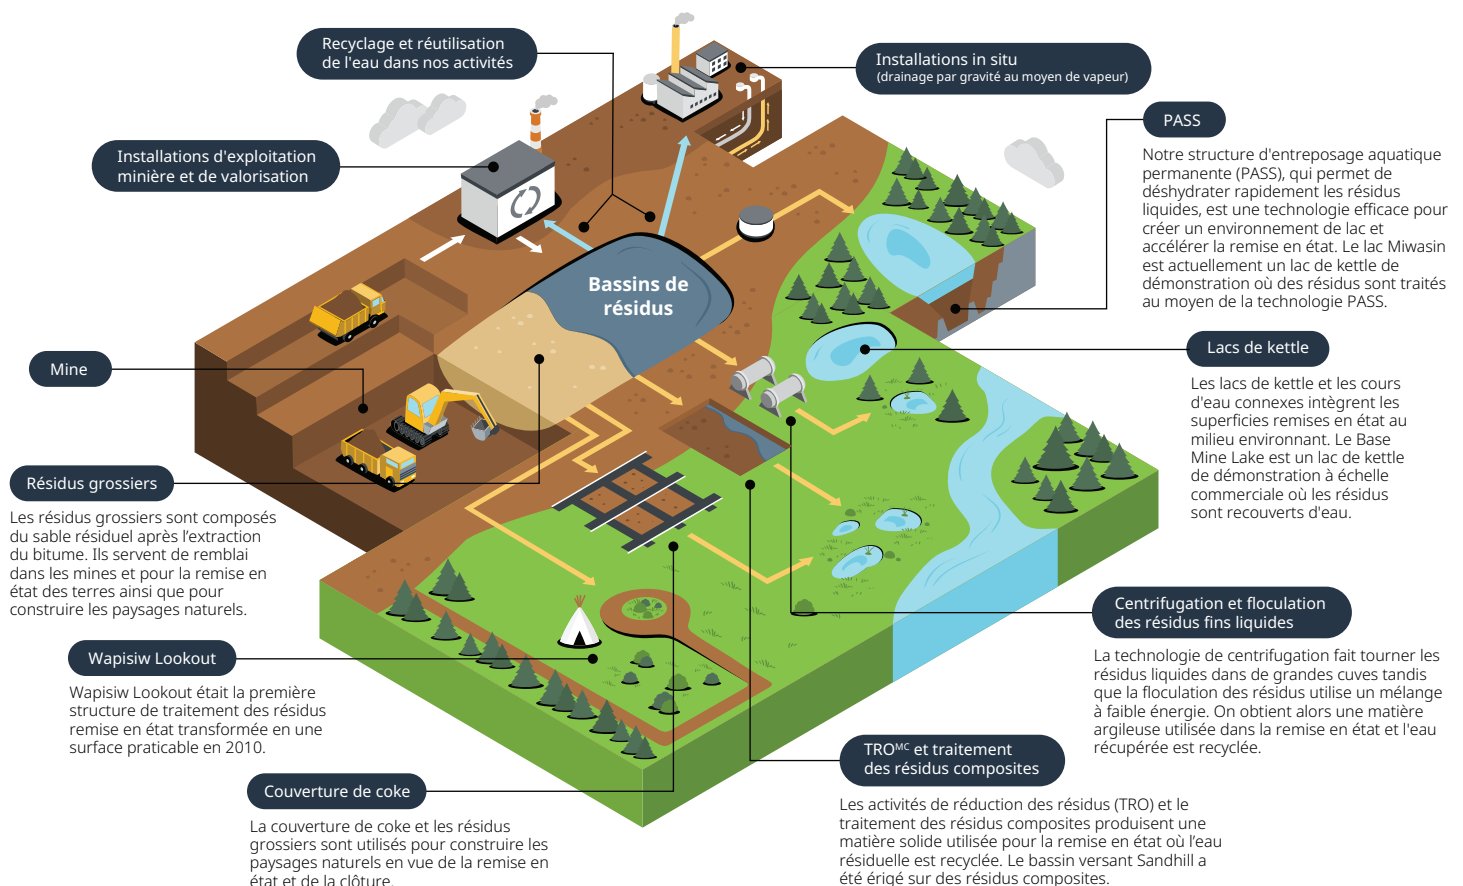 Recyclage et réutilisation
de l'eau dans nos activités
Installations in situ
(drainage par gravité au moyen de vapeur)
Installations d'exploitation
minière et de valorisation
PASS
Notre structure d'entreposage aquatique
permanente (PASS), qui permet de
déshydrater rapidement les résidus
liquides, est une technologie efficace pour
créer un environnement de lac et
accélérer la remise en état. Le lac Miwasin
est actuellement un lac de kettle de
démonstration où des résidus sont traités
au moyen de la technologie PASS.
Bassins de
résidus
Mine
Lacs de kettle
Les lacs de kettle et les cours
d'eau connexes intègrent les
superficies remises en état au
milieu environnant. Le Base
Mine Lake est un lac de kettle
de démonstration à échelle
commerciale où les résidus
sont recouverts d'eau.
Résidus grossiers
Les résidus grossiers sont composés
du sable résiduel après l'extraction
du bitume. Ils servent de remblai
dans les mines et pour la remise en
état des terres ainsi que pour
construire les paysages naturels.
Centrifugation et floculation
des résidus fins liquides
La technologie de centrifugation fait tourner les
résidus liquides dans de grandes cuves tandis
que la floculation des résidus utilise un mélange
à faible énergie. On obtient alors une matière
argileuse utilisée dans la remise en état et l'eau
récupérée est recyclée.
Wapisiw Lookout
Wapisiw Lookout était la première
structure de traitement des résidus
remise en état transformée en une
surface praticable en 2010.
TROᴹᶜ et traitement
des résidus composites
Les activités de réduction des résidus (TRO) et le
traitement des résidus composites produisent une
matière solide utilisée pour la remise en état où l'eau
résiduelle est recyclée. Le bassin versant Sandhill a
été érigé sur des résidus composites.
Couverture de coke
La couverture de coke et les résidus
grossiers sont utilisés pour construire les
paysages naturels en vue de la remise en
état et de la clôture.